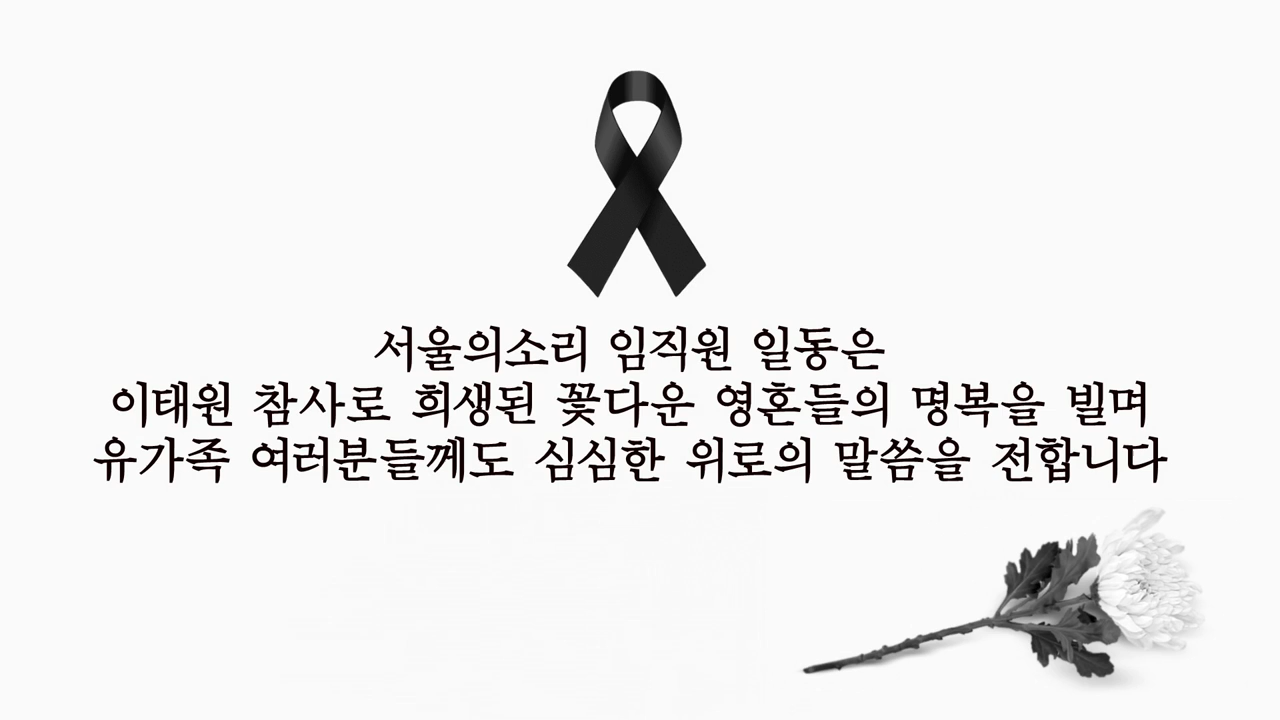 서울의소리 임직원 일동은
이태원 참사로 희생된 꽃다운 영혼들의 명복을 빌며
유가족 여러분들께도 심심한 위로의 말씀을 전합니다